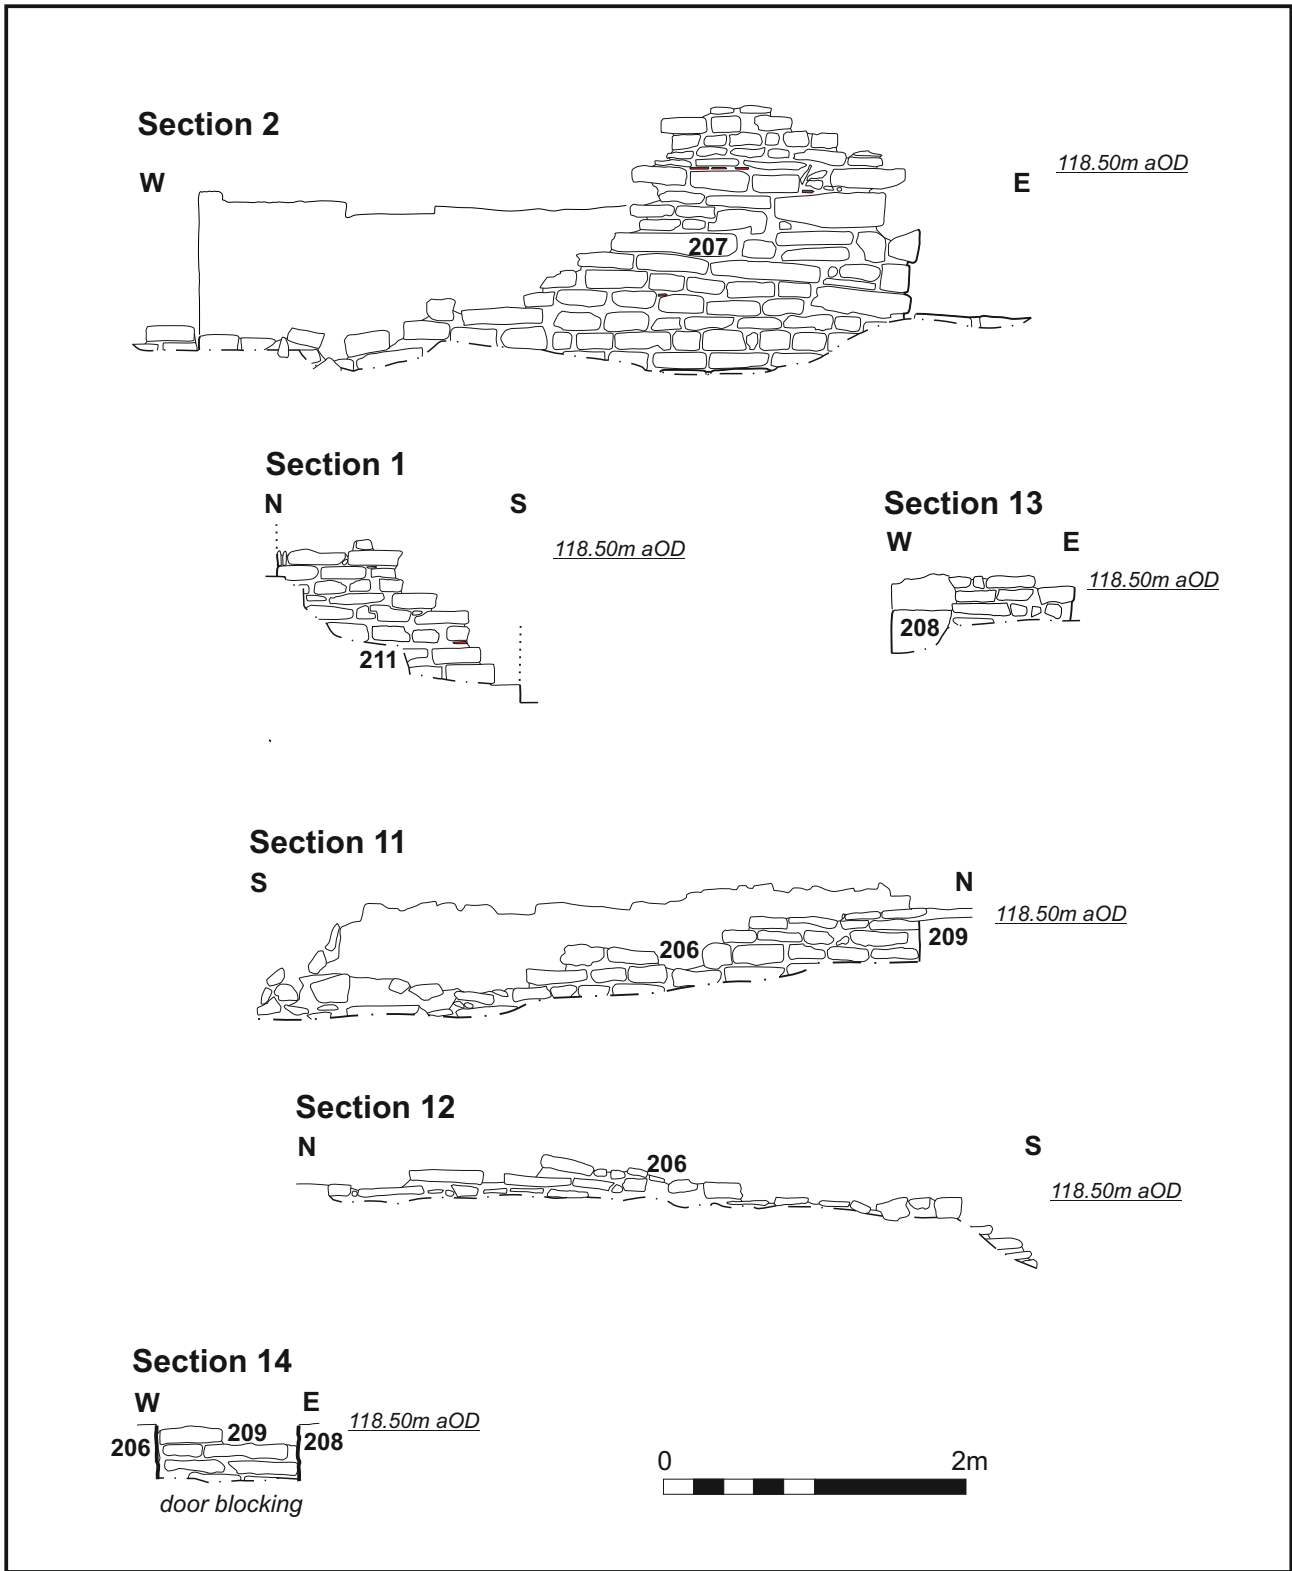 Section 2
W
E
118.50m aOD
207
Section 1
N
S
118.50m aOD
211
Section 13
W
E
118.50m aOD
208
Section 11
S
N
118.50m aOD
206
209
Section 12
N
S
118.50m aOD
206
Section 14
W
E
118.50m aOD
206
209
208
door blocking
0
2m